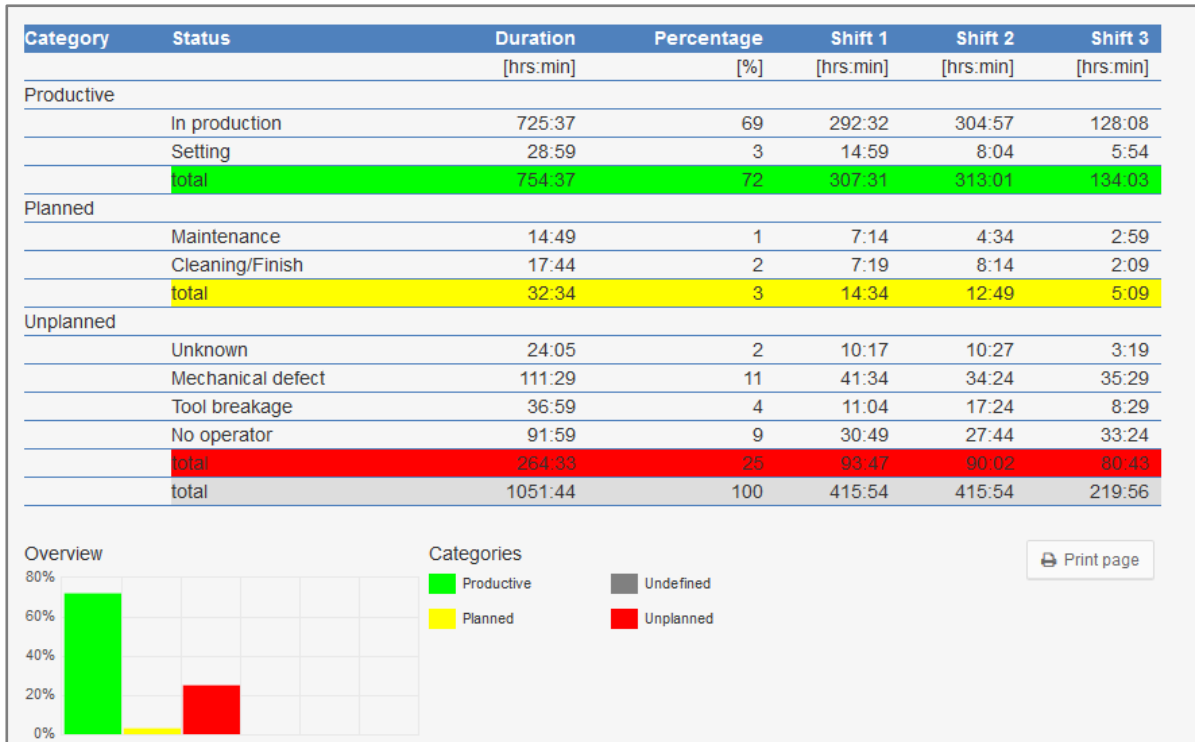 Category Status Duration Percentage Shift 1 Shift 2 Shift 3
[hrs:min] [%] [hrs:min] [hrs:min] [hrs:min]
Productive
In production 725:37 69 292:32 304:57 128:08
Setting 28:59 3 14:59 8:04 5:54
total 754:37 72 307:31 313:01 134:03
Planned
Maintenance 14:49 1 7:14 4:34 2:59
Cleaning/Finish 17:44 2 7:19 8:14 2:09
total 32:34 3 14:34 12:49 5:09
Unplanned
Unknown 24:05 2 10:17 10:27 3:19
Mechanical defect 111:29 11 41:34 34:24 35:29
Tool breakage 36:59 4 11:04 17:24 8:29
No operator 91:59 9 30:49 27:44 33:24
total 264:33 25 93:47 90:02 80:43
total 1051:44 100 415:54 415:54 219:56
Overview
80%
60%
40%
20%
0%
Categories
Productive Undefined
Planned Unplanned
Print page